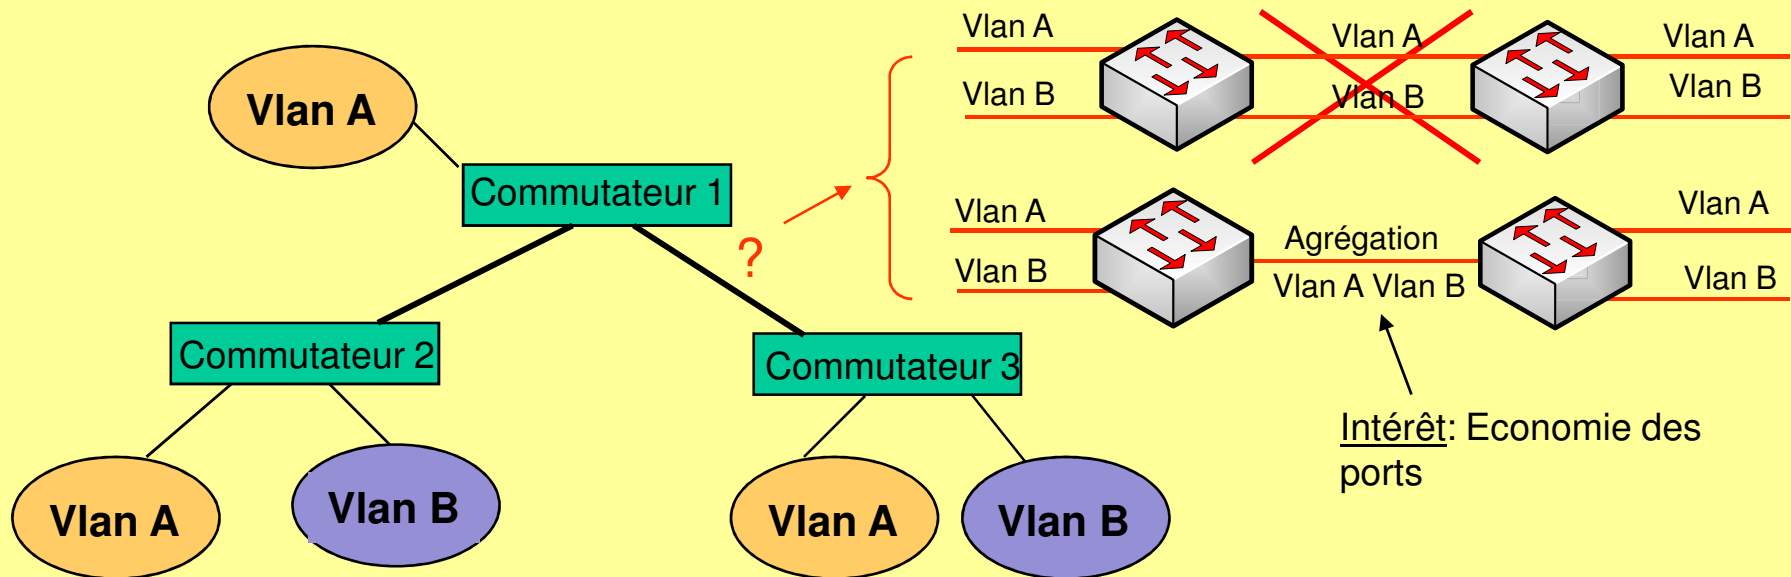 Vlan A
Commutateur 1
?
Commutateur 2
Commutateur 3
Vlan A
Vlan B
Vlan A
Vlan B
Vlan A
Vlan A
Vlan A
Vlan B
Vlan B
Vlan B
Vlan A
Agrégation
Vlan A
Vlan B
Vlan A Vlan B
Vlan B
Intérêt: Economie des
ports